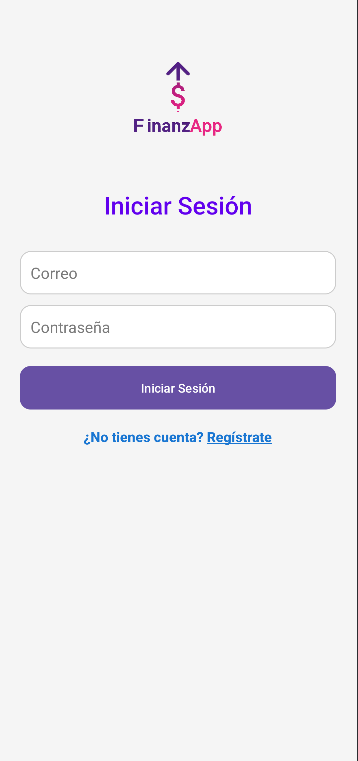 $
FinanzApp
Iniciar Sesión
Correo
Contraseña
Iniciar Sesión
¿No tienes cuenta? Regístrate